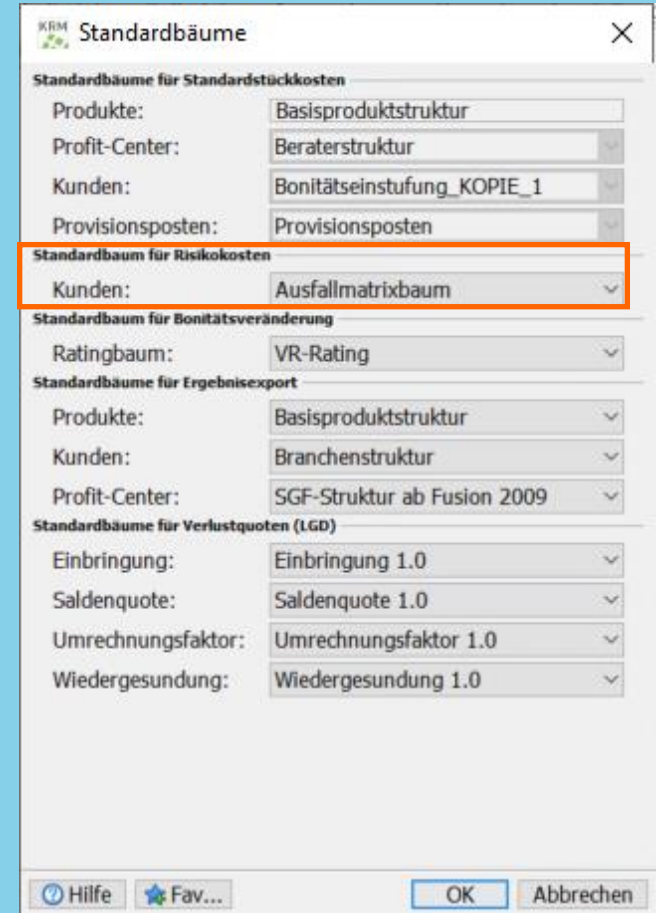 KRM Standardbäume
Standardbäume für Standardstückkosten
Produkte: Basisproduktstruktur
Profit-Center: Beraterstruktur
Kunden: Bonitätseinstufung_KOPIE_1
Provisionsposten: Provisionsposten
Standardbaum für Risikokosten
Kunden: Ausfallmatrixbaum
Standardbaum für Bonitätsveränderung
Ratingbaum: VR-Rating
Standardbäume für Ergebnisexport
Produkte: Basisproduktstruktur
Kunden: Branchenstruktur
Profit-Center: SGF-Struktur ab Fusion 2009
Standardbäume für Verlustquoten (LGD)
Einbringung: Einbringung 1.0
Saldenquote: Saldenquote 1.0
Umrechnungsfaktor: Umrechnungsfaktor 1.0
Wiedergesundung: Wiedergesundung 1.0
Hilfe Fav... OK Abbrechen